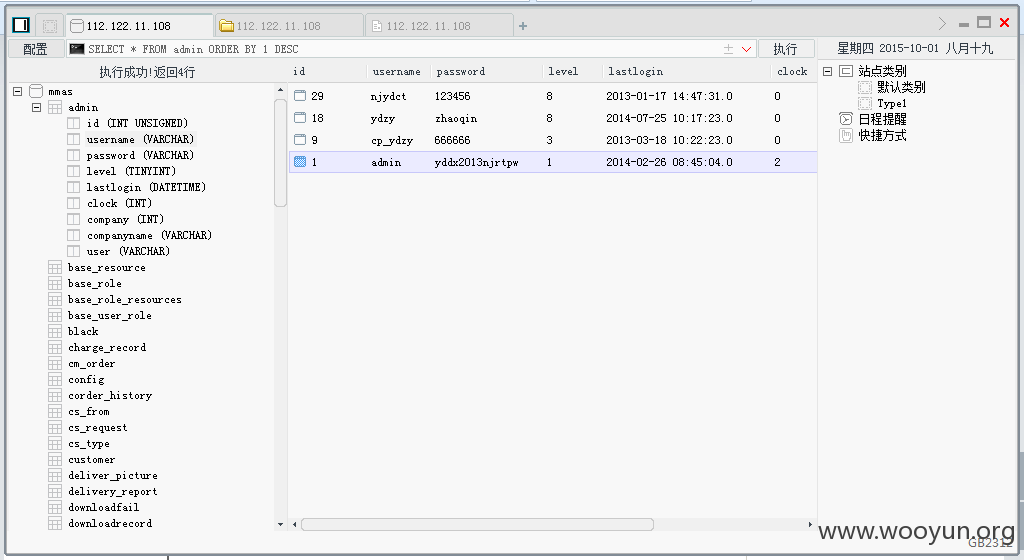 112.122.11.108
112.122.11.108
112.122.11.108
配置
SELECT * FROM admin ORDER BY 1 DESC
执行
星期四 2015-10-01 八月十九
执行成功!返回4行
mmas
admin
id (INT UNSIGNED)
username (VARCHAR)
password (VARCHAR)
level (TINYINT)
lastlogin (DATETIME)
clock (INT)
company (INT)
companyname (VARCHAR)
user (VARCHAR)
base_resource
base_role
base_role_resources
base_user_role
black
charge_record
cm_order
config
corder_history
cs_from
cs_request
cs_type
customer
deliver_picture
delivery_report
downloadfail
downloadrecord
id username password level lastlogin clock
29 njydct 123456 8 2013-01-17 14:47:31.0 0
18 ydzy zhaoqin 8 2014-07-25 10:17:23.0 0
9 cp_ydzy 666666 3 2013-03-18 10:22:23.0 0
1 admin yddx2013njrtpw 1 2014-02-26 08:45:04.0 2
站点类别
默认类别
Type1
日程提醒
快捷方式
www.wooyun.org
GB2312